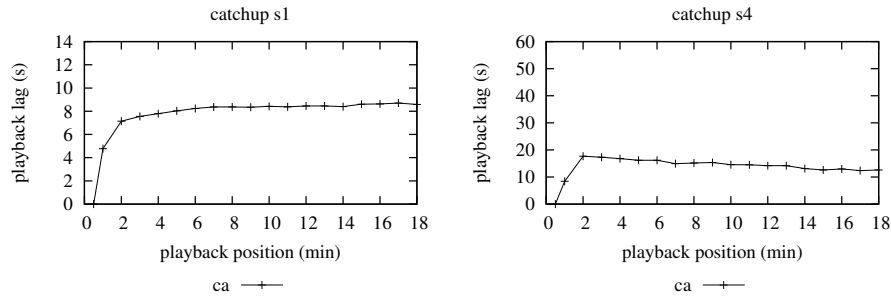 catchup s1
14
12
10
8
6
4
2
0
playback lag (s)
0 2 4 6 8 10 12 14 16 18
playback position (min)
ca
catchup s4
60
50
40
30
20
10
0
playback lag (s)
0 2 4 6 8 10 12 14 16 18
playback position (min)
ca